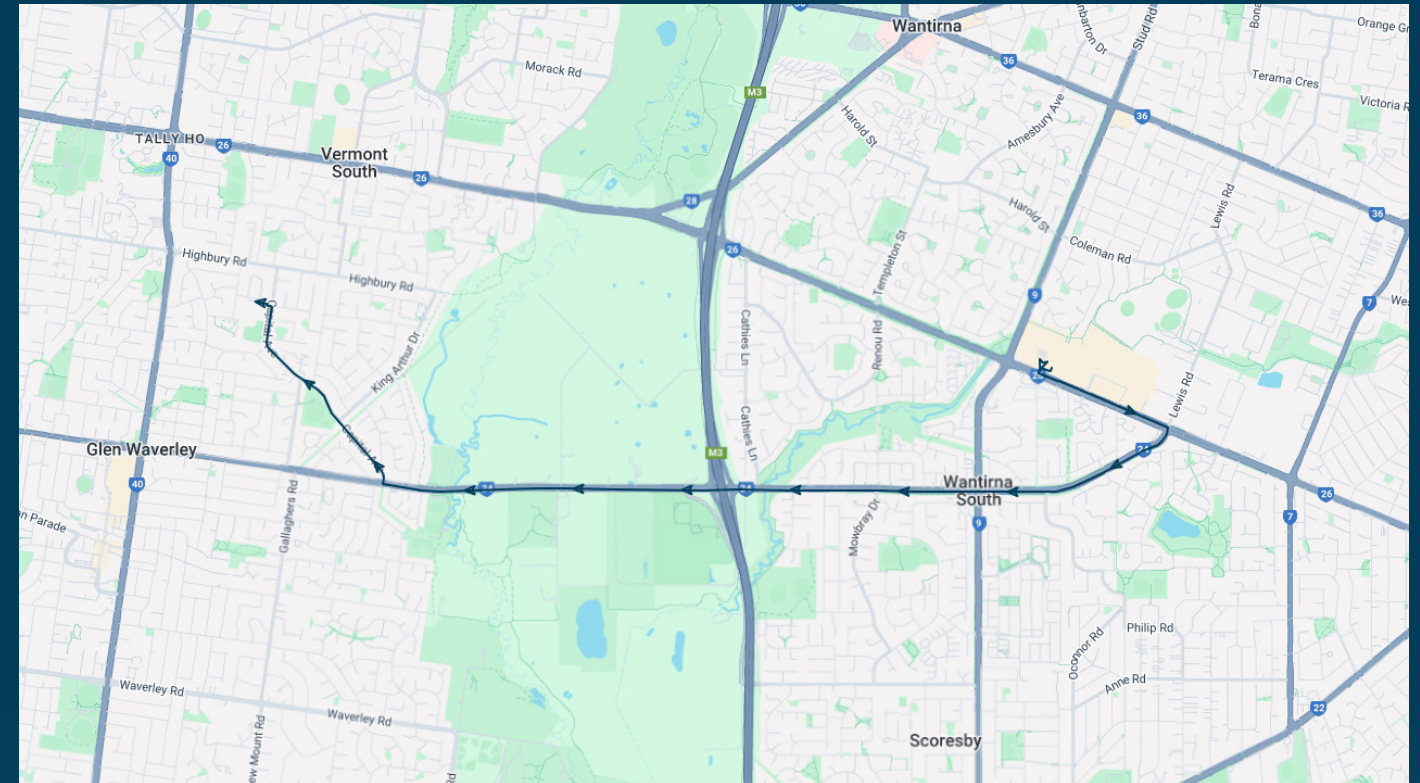 Wantirna
Orange Gr
Stud Rd
36
Morack Rd
Terama Cres
M3
Victoria R
Harold St
Amesbury Ave
36
TALLY HO
26
40
Vermont
South
26
28
Lewis Rd
Harold St
36
26
Coleman Rd
Templeton St
Highbury Rd
Highbury Rd
9
7
Cathies Ln
Renou Rd
King Arthur Dr
Lewis Rd
Cathies Ln
Glen Waverley
M3
40
Wantirna
South
26
Gallaghers Rd
Mowbray Dr
9
7
Philip Rd
Oconnor Rd
Anne Rd
Waverley Rd
Waverley Rd
22
Scoresby